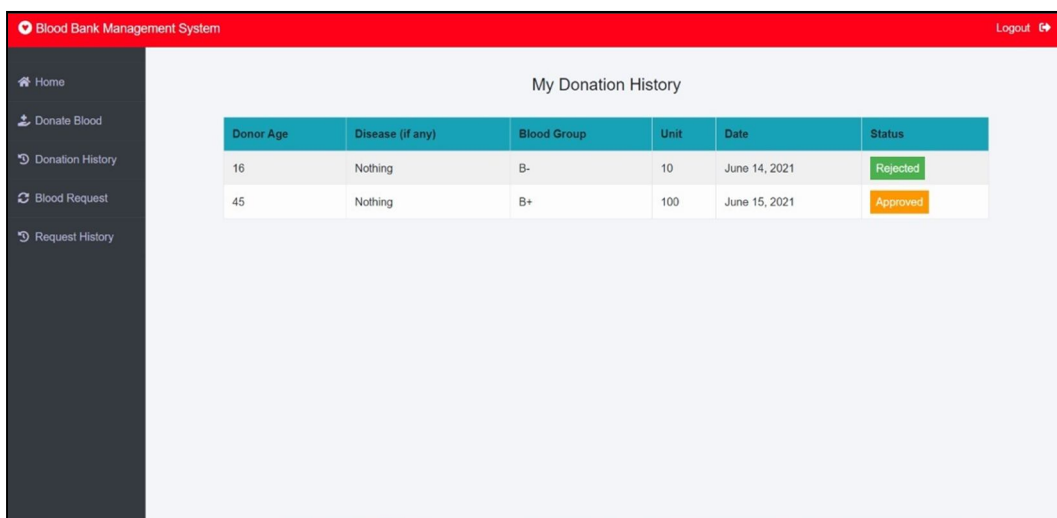 Blood Bank Management System Logout
Home
Donate Blood
Donation History
Blood Request
Request History
My Donation History
Donor Age Disease (if any) Blood Group Unit Date Status
16 Nothing B- 10 June 14, 2021 Rejected
45 Nothing B+ 100 June 15, 2021 Approved